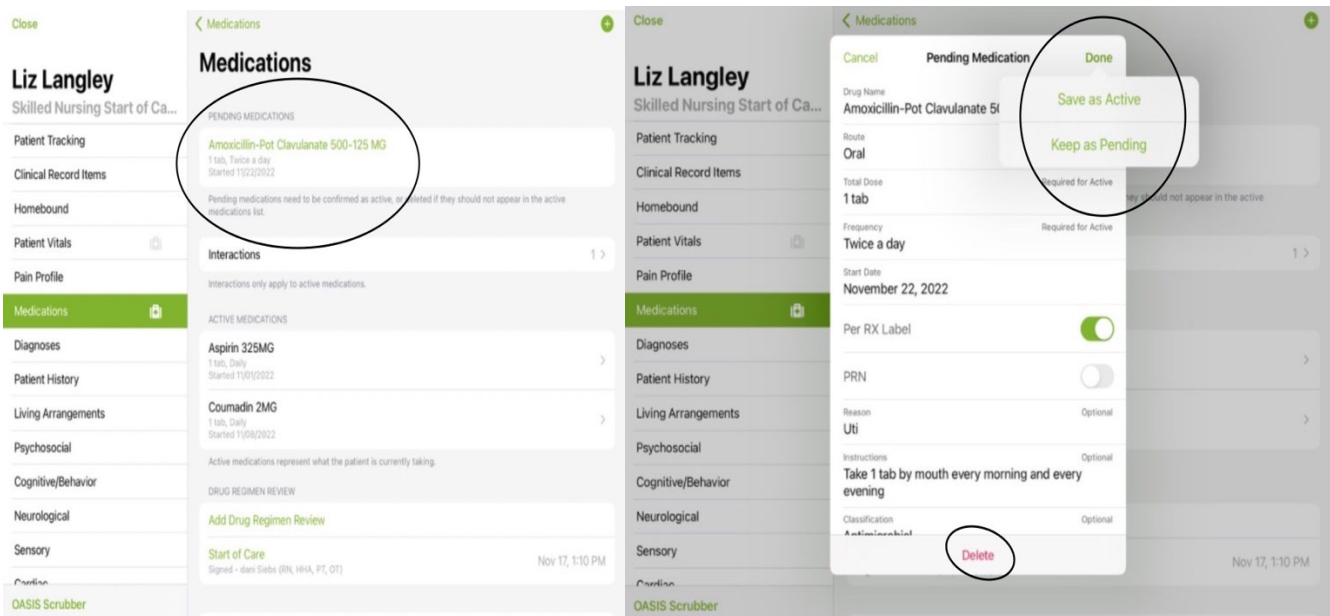 Close
Liz Langley
Skilled Nursing Start of Ca...
Patient Tracking
Clinical Record Items
Homebound
Patient Vitals
Pain Profile
Medications
Diagnoses
Patient History
Living Arrangements
Psychosocial
Cognitive/Behavior
Neurological
Sensory
Cardiac
OASIS Scrubber
Medications
Medications
PENDING MEDICATIONS
Amoxicillin-Pot Clavulanate 500-125 MG
1 tab, Twice a day
Started 11/22/2022
Pending medications need to be confirmed as active, or deleted if they should not appear in the active
medications list.
Interactions 1
Interactions only apply to active medications.
ACTIVE MEDICATIONS
Aspirin 325MG
1 tab, Daily
Started 11/01/2022
Coumadin 2MG
1 tab, Daily
Started 11/08/2022
Active medications represent what the patient is currently taking.
DRUG REGIMEN REVIEW
Add Drug Regimen Review
Start of Care Nov 17, 1:10 PM
Signed - dani Siebs (RN, HHA, PT, OT)
Close
Liz Langley
Skilled Nursing Start of Ca...
Patient Tracking
Clinical Record Items
Homebound
Patient Vitals
Pain Profile
Medications
Diagnoses
Patient History
Living Arrangements
Psychosocial
Cognitive/Behavior
Neurological
Sensory
Cardiac
OASIS Scrubber
Medications
Cancel Pending Medication Done
Save as Active
Keep as Pending
Drug Name
Amoxicillin-Pot Clavulanate 50
Route
Oral
Total Dose Required for Active
1 tab
Frequency Required for Active
Twice a day
Start Date
November 22, 2022
Per RX Label
PRN
Reason Optional
Uti
Instructions Optional
Take 1 tab by mouth every morning and every
evening
Classification Optional
Antimicrobial
Delete
hey should not appear in the active
1
Nov 17, 1:10 PM